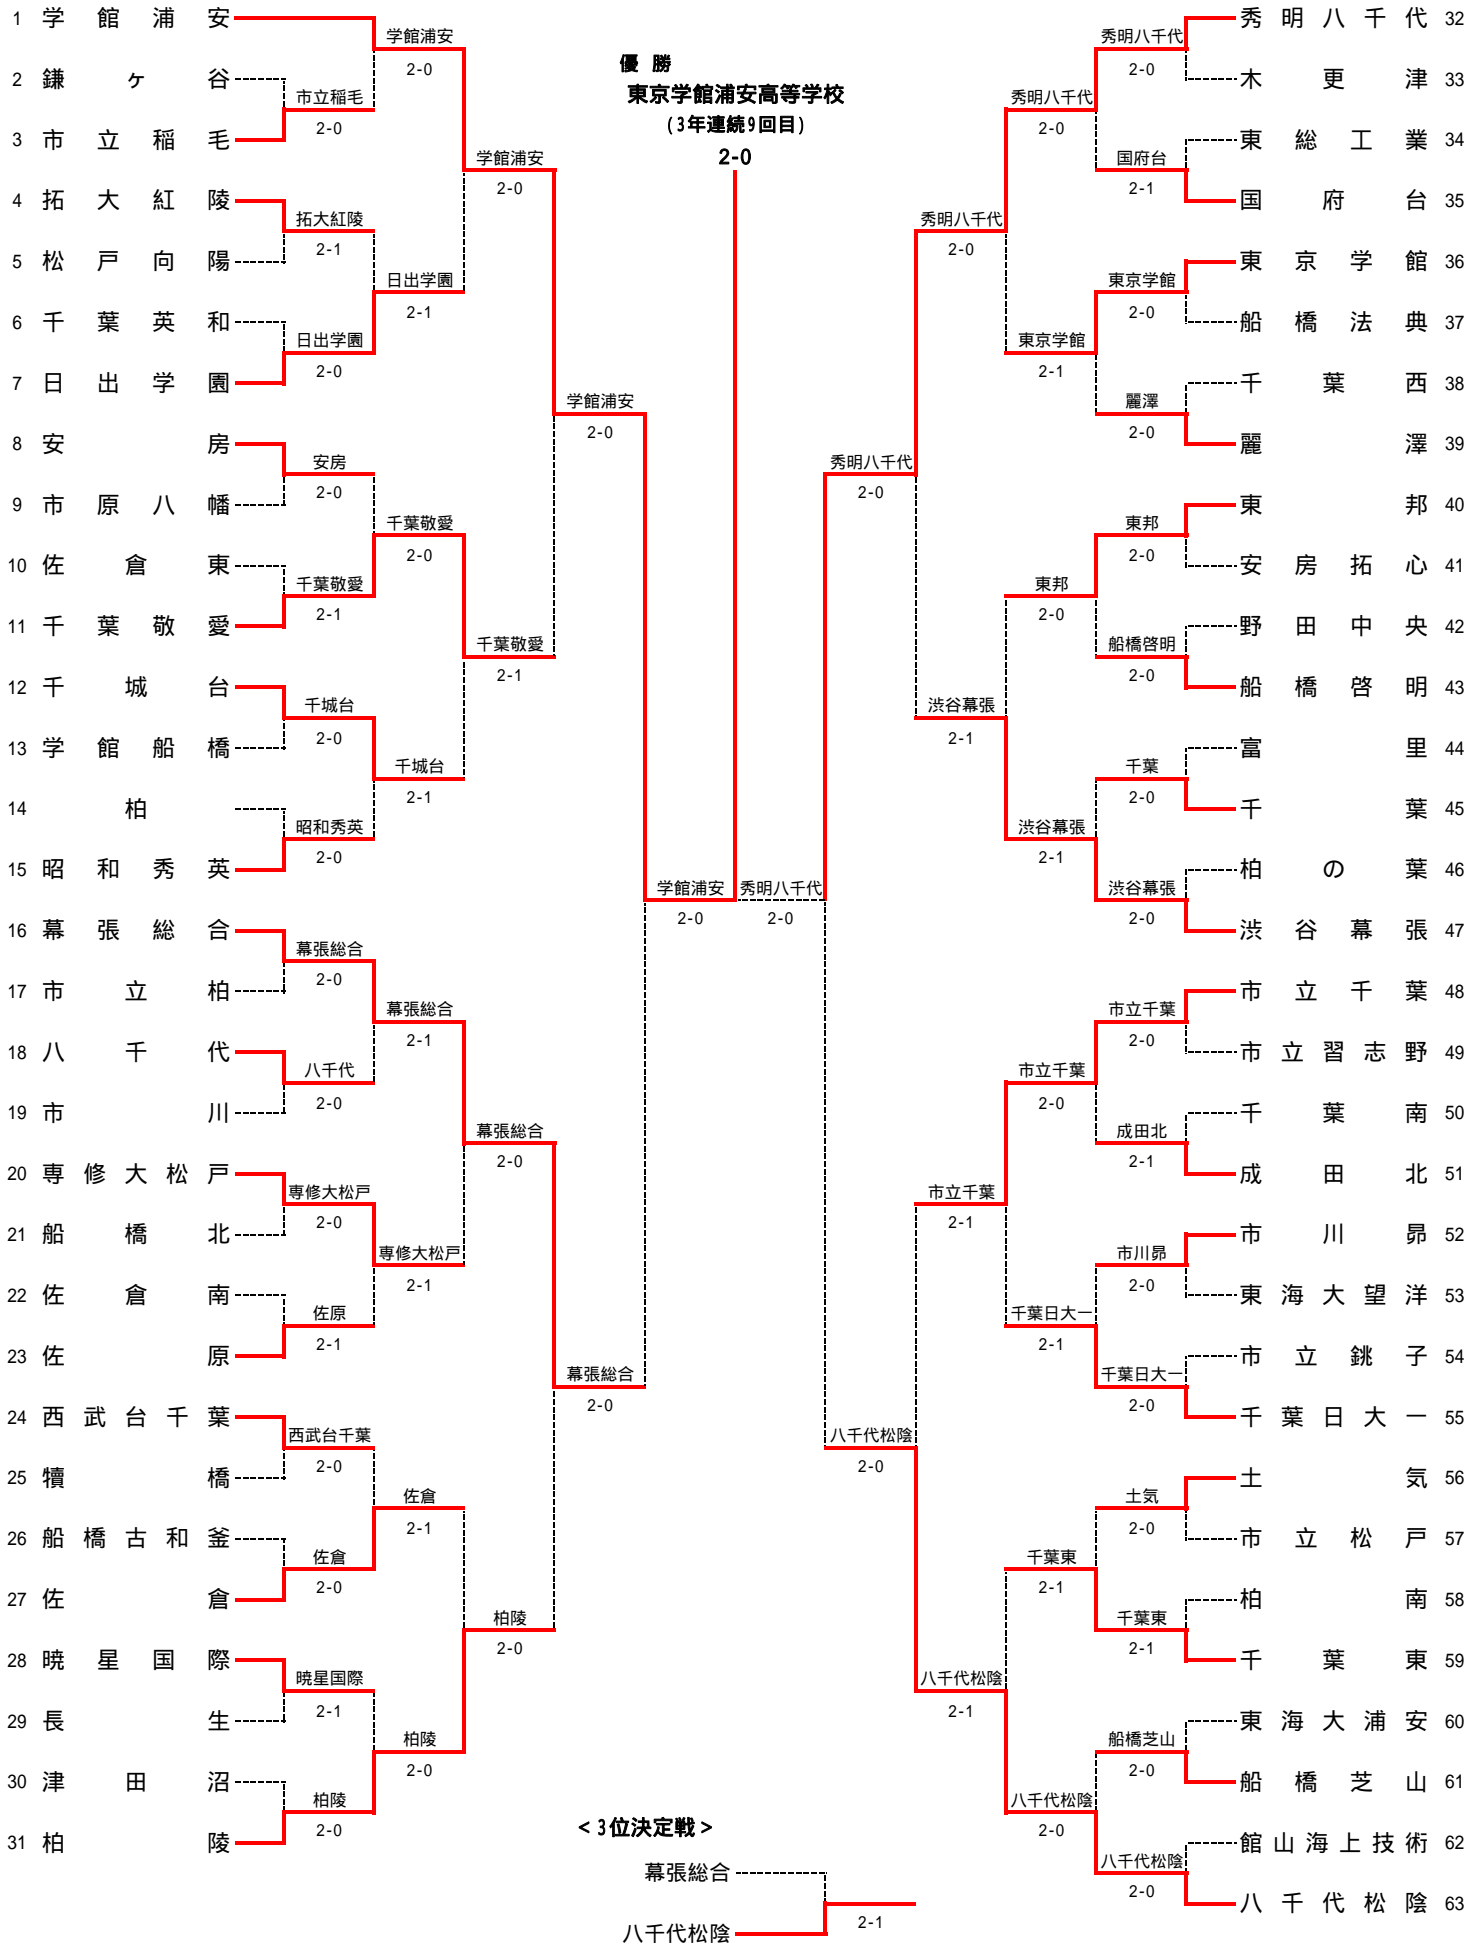 優勝
東京学館浦安高等学校
(3年連続9回目)
2-0
1 学館浦安
2 鎌ヶ谷
3 市立稲毛
4 拓大紅陵
5 松戸向陽
6 千葉英和
7 日出学園
8 安房
9 市原八幡
10 佐倉東
11 千葉敬愛
12 千城台
13 学館船橋
14 柏
15 昭和秀英
16 幕張総合
17 市立柏
18 八千代
19 市川
20 専修大松戸
21 船橋北
22 佐倉南
23 佐原
24 西武台千葉
25 犢橋
26 船橋古和釜
27 佐倉
28 暁星国際
29 長生
30 津田沼
31 柏陵
市立稲毛
2-0
拓大紅陵
2-1
日出学園
2-0
安房
2-0
千葉敬愛
2-1
千城台
2-0
昭和秀英
2-0
幕張総合
2-0
八千代
2-0
専修大松戸
2-0
佐原
2-1
西武台千葉
2-0
佐倉
2-0
暁星国際
2-1
柏陵
2-0
学館浦安
2-0
日出学園
2-1
千葉敬愛
2-0
千城台
2-1
幕張総合
2-1
専修大松戸
2-1
佐倉
2-1
柏陵
2-0
学館浦安
2-0
千葉敬愛
2-1
幕張総合
2-0
柏陵
2-0
学館浦安
2-0
幕張総合
2-0
学館浦安
2-0
秀明八千代
2-0
秀明八千代
2-0
八千代松陰
2-0
秀明八千代
2-0
渋谷幕張
2-1
市立千葉
2-1
八千代松陰
2-1
秀明八千代
2-0
東京学館
2-1
東邦
2-0
渋谷幕張
2-1
市立千葉
2-0
千葉日大一
2-1
千葉東
2-1
八千代松陰
2-0
秀明八千代
2-0
国府台
2-1
東京学館
2-0
麗澤
2-0
東邦
2-0
船橋啓明
2-0
千葉
2-0
渋谷幕張
2-0
市立千葉
2-0
成田北
2-1
市川昴
2-0
千葉日大一
2-0
土気
2-0
千葉東
2-1
船橋芝山
2-0
八千代松陰
2-0
秀明八千代 32
木更津 33
東総工業 34
国府台 35
東京学館 36
船橋法典 37
千葉西 38
麗澤 39
東邦 40
安房拓心 41
野田中央 42
船橋啓明 43
富里 44
千葉 45
柏の葉 46
渋谷幕張 47
市立千葉 48
市立習志野 49
千葉南 50
成田北 51
市川昴 52
東海大望洋 53
市立銚子 54
千葉日大一 55
土気 56
市立松戸 57
柏南 58
千葉東 59
東海大浦安 60
船橋芝山 61
館山海上技術 62
八千代松陰 63
<3位決定戦>
幕張総合
八千代松陰
2-1